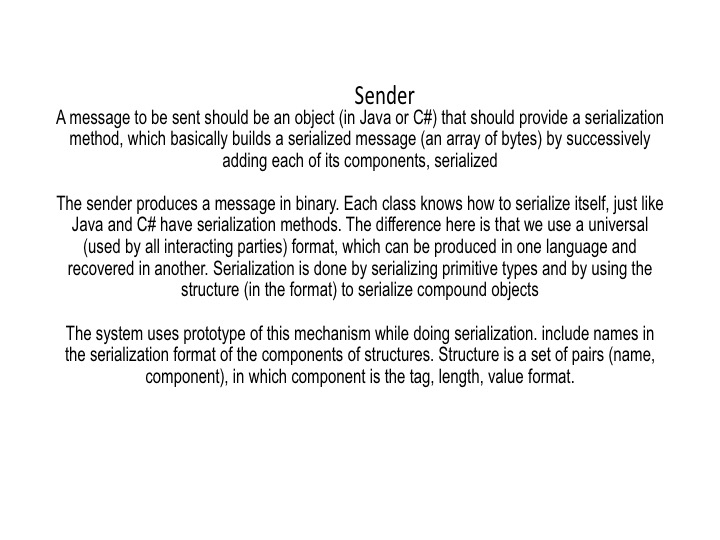 Sender
A message to be sent should be an object (in Java or C#) that should provide a serialization
method, which basically builds a serialized message (an array of bytes) by successively
adding each of its components, serialized
The sender produces a message in binary. Each class knows how to serialize itself, just like
Java and C# have serialization methods. The difference here is that we use a universal
(used by all interacting parties) format, which can be produced in one language and
recovered in another. Serialization is done by serializing primitive types and by using the
structure (in the format) to serialize compound objects
The system uses prototype of this mechanism while doing serialization. include names in
the serialization format of the components of structures. Structure is a set of pairs (name,
component), in which component is the tag, length, value format.